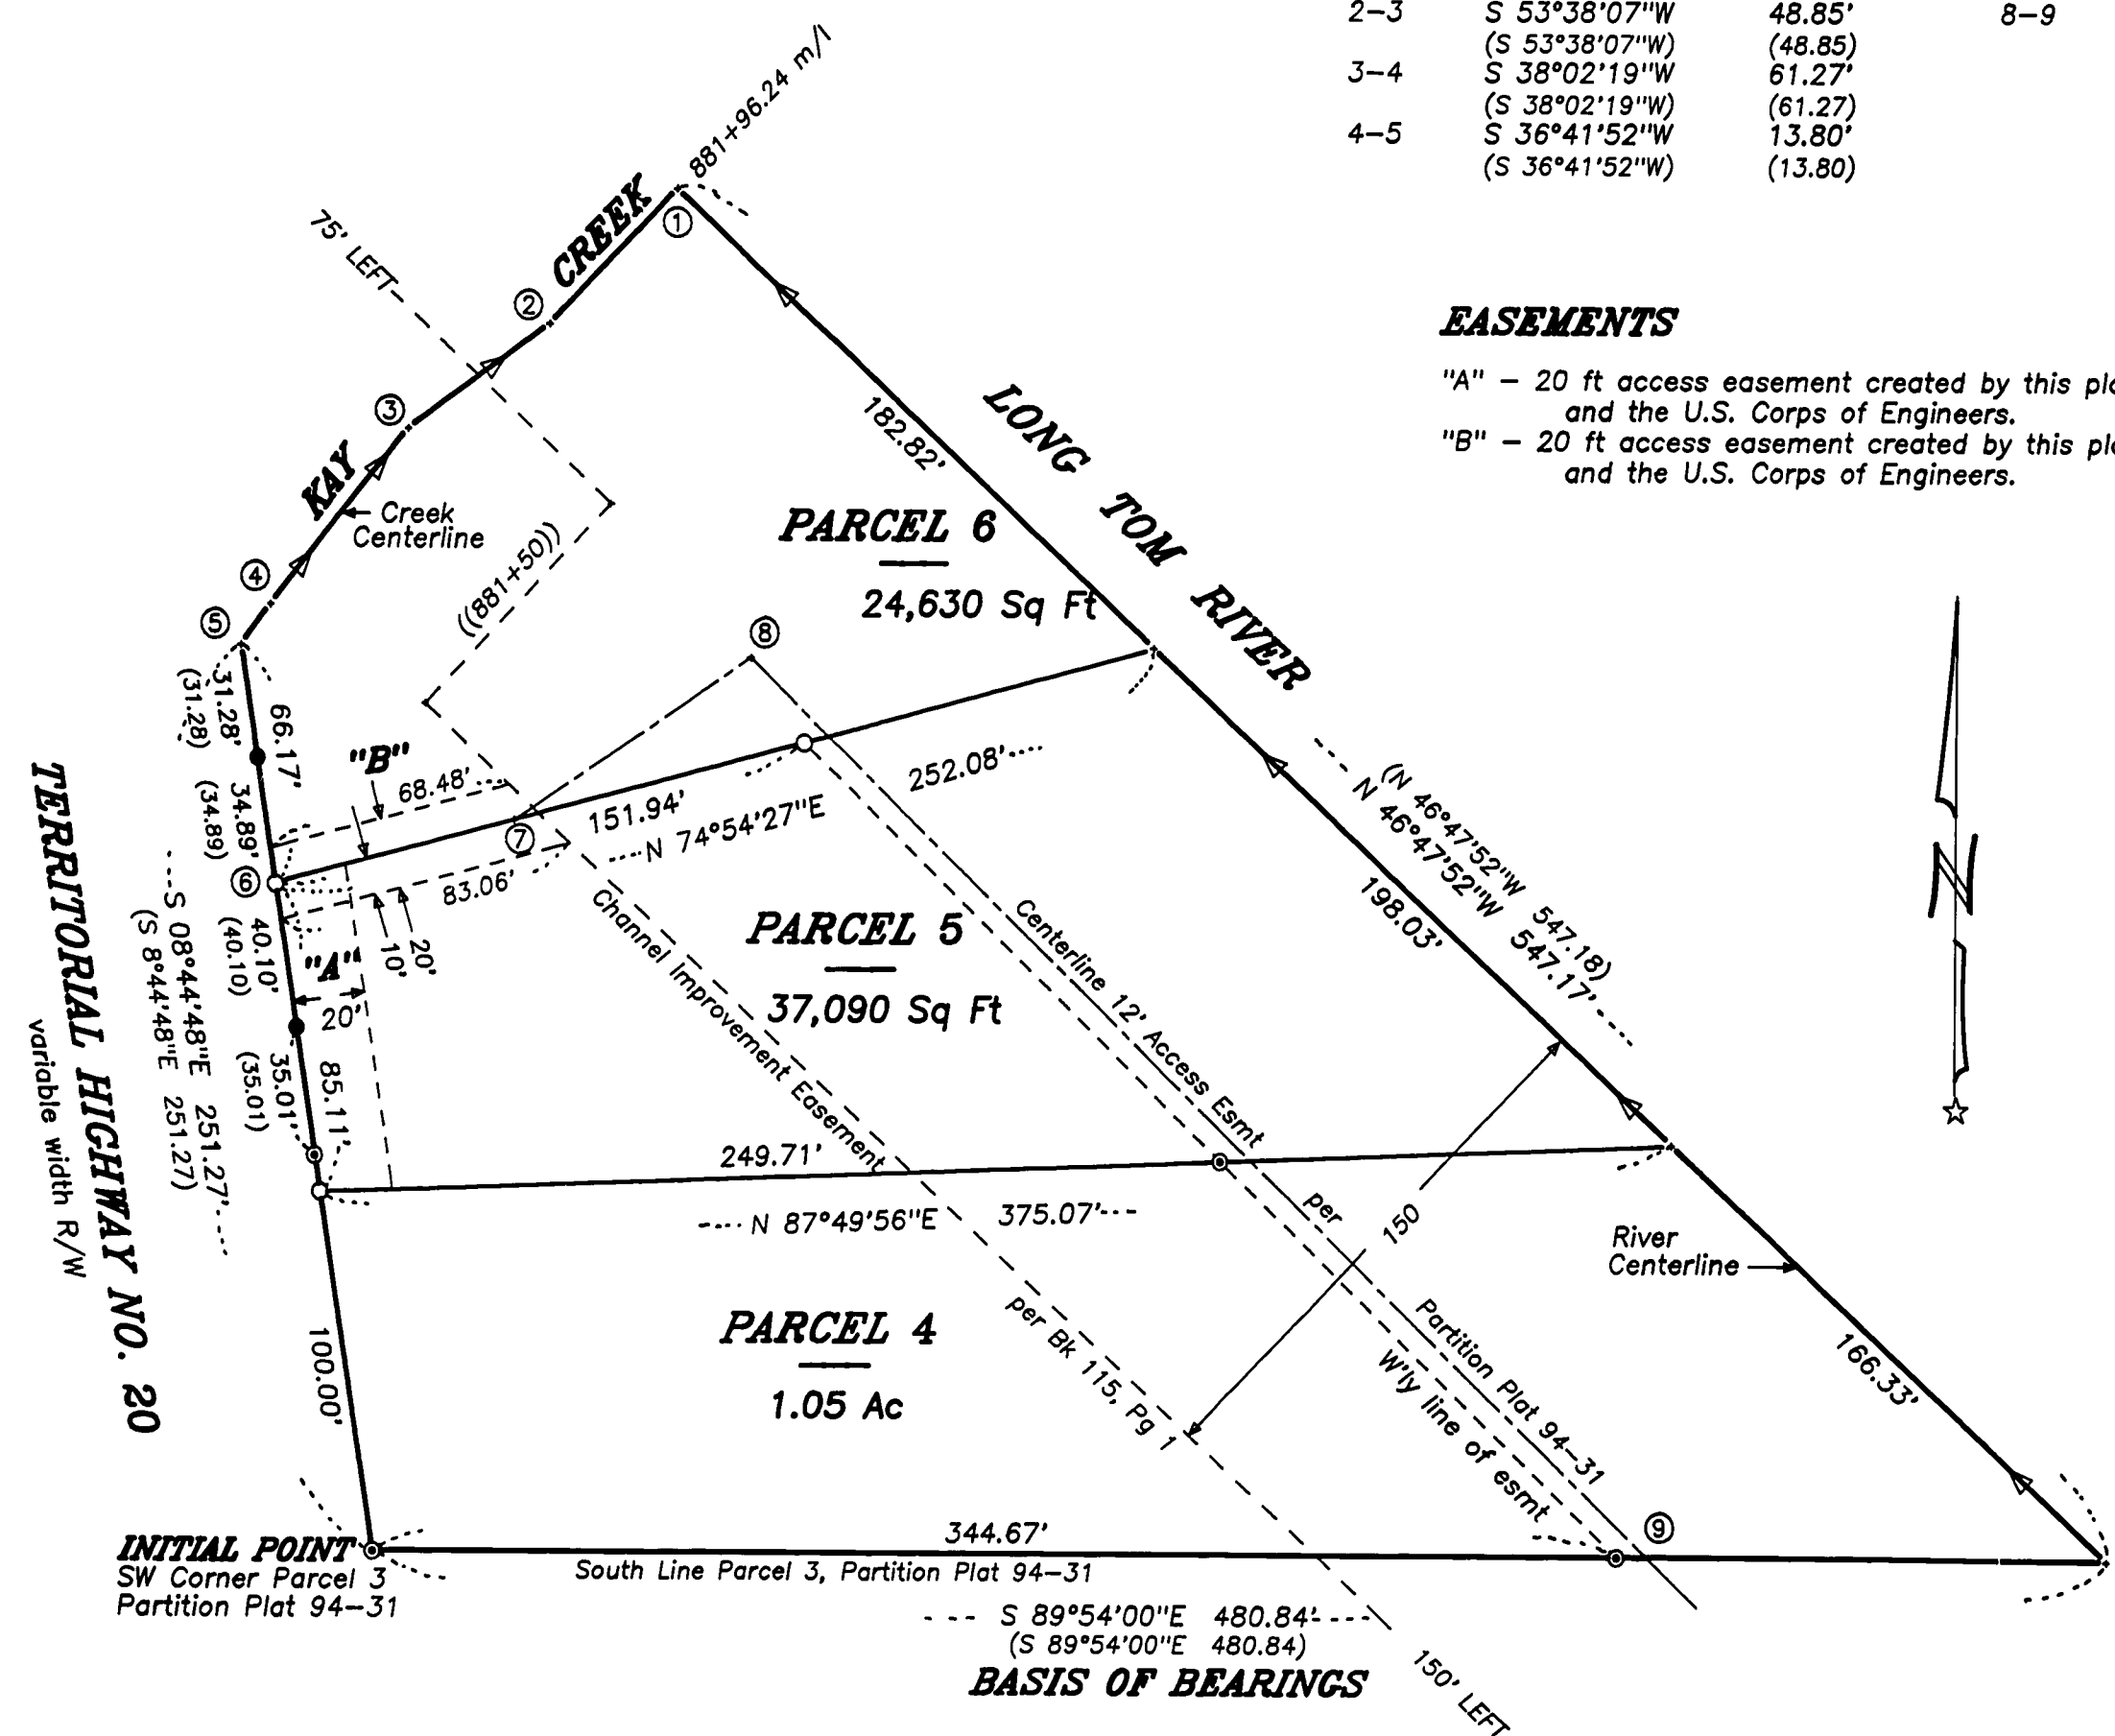 2–3 S 53°38'07"W 48.85' 8–9
(S 53°38'07"W) (48.85)
3–4 S 38°02'19"W 61.27'
(S 38°02'19"W) (61.27)
4–5 S 36°41'52"W 13.80'
(S 36°41'52"W) (13.80)
881+96.24 m/l
75' LEFT
KAY CREEK
1
2
3
4
5
Creek
Centerline
((881+50))
EASEMENTS
"A" – 20 ft access easement created by this pla
and the U.S. Corps of Engineers.
"B" – 20 ft access easement created by this pla
and the U.S. Corps of Engineers.
182.82'
LONG TOM RIVER
PARCEL 6
24,630 Sq Ft
8
31.28'
(31.28)
66.17'
34.89'
(34.89)
"B"
68.48'
7
151.94'
N 74°54'27"E
252.08'
6
83.06'
20'
10'
40.10'
(40.10)
"A"
20'
35.01'
(35.01)
85.11'
S 08°44'48"E 251.27'
(S 8°44'48"E 251.27)
TERRITORIAL HIGHWAY NO. 20
variable width R/W
PARCEL 5
37,090 Sq Ft
Channel Improvement Easement
per Bk 115, Pg 1
Centerline 12' Access Esmt
per
Partition Plat 94–31
W'ly line of esmt
(N 46°47'52"W 547.18)
N 46°47'52"W 547.17'
198.03'
150
249.71'
N 87°49'56"E 375.07'
River
Centerline
166.33'
PARCEL 4
1.05 Ac
100.00'
N
INITIAL POINT
SW Corner Parcel 3
Partition Plat 94–31
344.67'
South Line Parcel 3, Partition Plat 94–31
9
S 89°54'00"E 480.84'
(S 89°54'00"E 480.84)
BASIS OF BEARINGS
150' LEFT